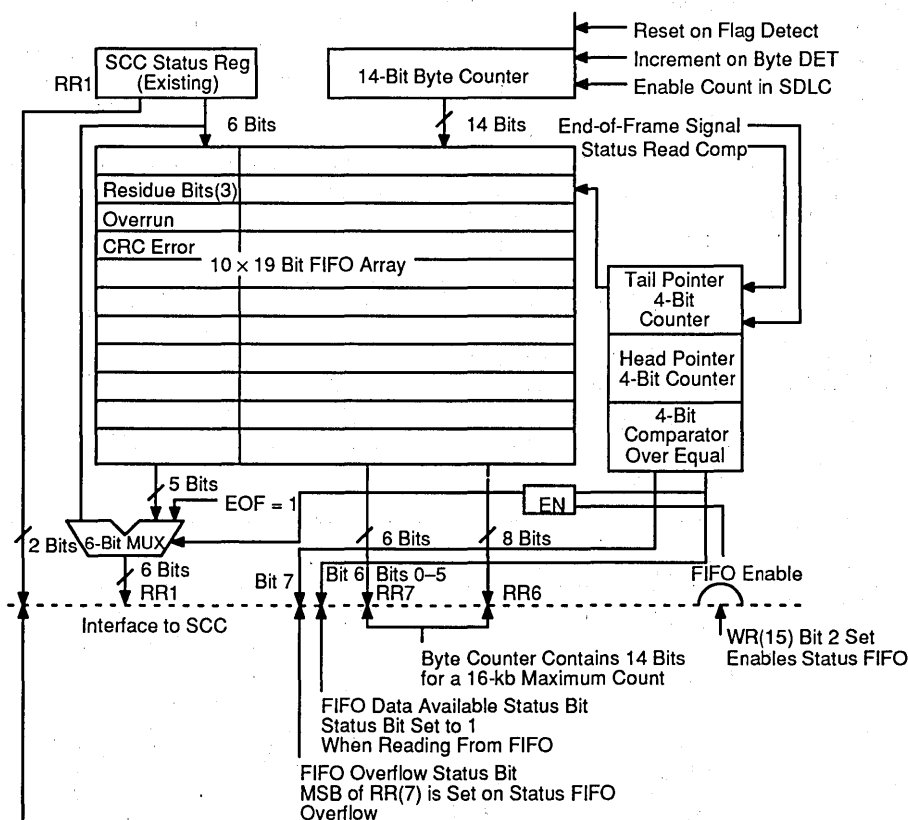 Reset on Flag Detect
SCC Status Reg
(Existing)
RR1
14-Bit Byte Counter
Increment on Byte DET
Enable Count in SDLC
6 Bits
14 Bits
End-of-Frame Signal
Status Read Comp
Residue Bits(3)
Overrun
CRC Error
10 × 19 Bit FIFO Array
Tail Pointer
4-Bit
Counter
Head Pointer
4-Bit Counter
4-Bit
Comparator
Over Equal
5 Bits
EOF = 1
EN
2 Bits
6-Bit MUX
6 Bits
8 Bits
6 Bits
RR1
Bit 7
Bit 6
Bits 0–5
RR7
RR6
FIFO Enable
Interface to SCC
WR(15) Bit 2 Set
Enables Status FIFO
Byte Counter Contains 14 Bits
for a 16-kb Maximum Count
FIFO Data Available Status Bit
Status Bit Set to 1
When Reading From FIFO
FIFO Overflow Status Bit
MSB of RR(7) is Set on Status FIFO
Overflow